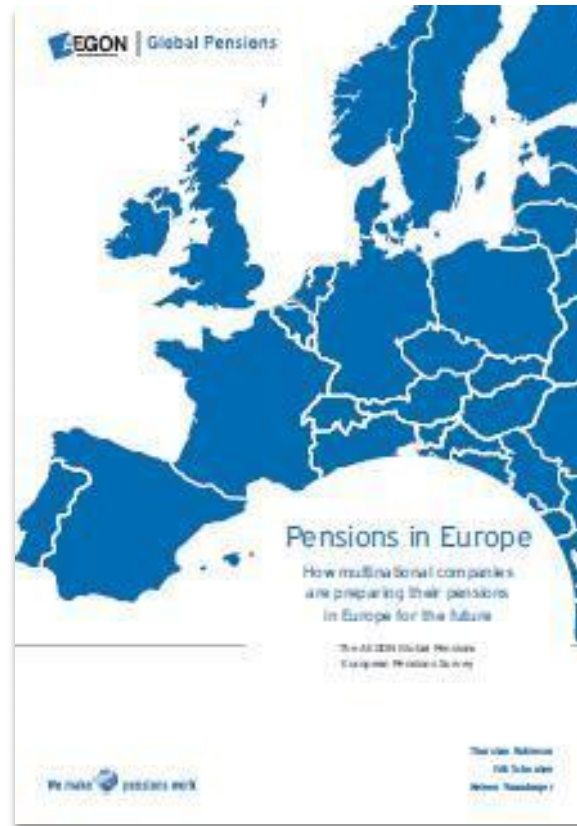 AEGON | Global Pensions
Pensions in Europe
How multinational companies
are preparing their pensions
in Europe for the future
The AEGON Global Pensions
European Pensions Survey
We make pensions work